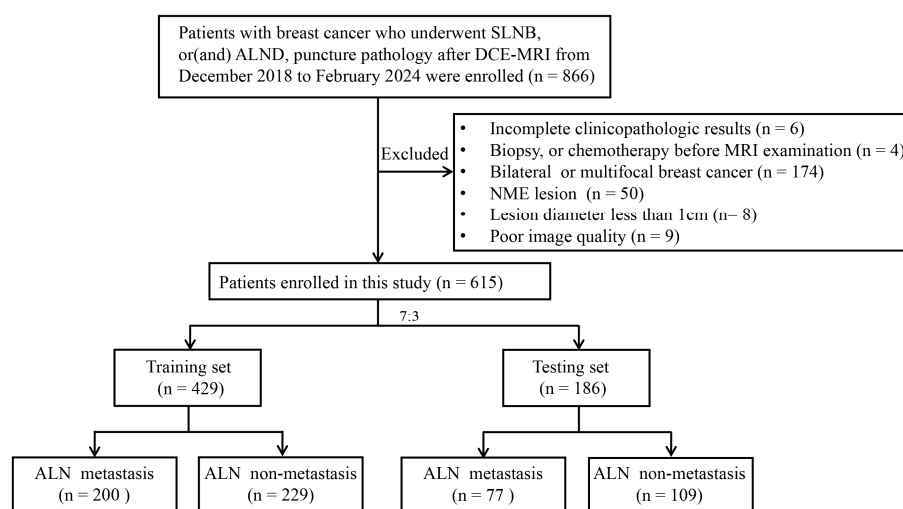 Patients with breast cancer who underwent SLNB,
or(and) ALND, puncture pathology after DCE-MRI from
December 2018 to February 2024 were enrolled (n = 866)
Excluded
• Incomplete clinicopathologic results (n = 6)
• Biopsy, or chemotherapy before MRI examination (n = 4)
• Bilateral or multifocal breast cancer (n = 174)
• NME lesion (n = 50)
• Lesion diameter less than 1cm (n= 8)
• Poor image quality (n = 9)
Patients enrolled in this study (n = 615)
7:3
Training set
(n = 429)
Testing set
(n = 186)
ALN metastasis
(n = 200 )
ALN non-metastasis
(n = 229)
ALN metastasis
(n = 77 )
ALN non-metastasis
(n = 109)